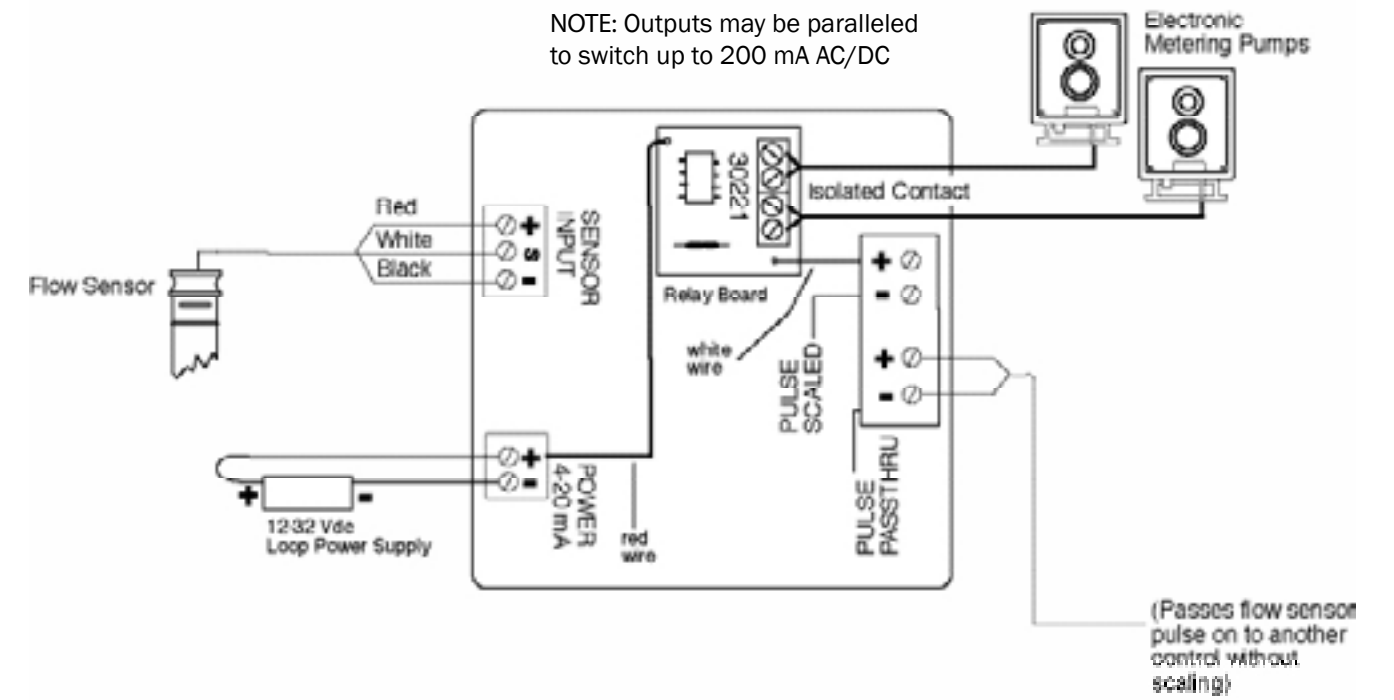 NOTE: Outputs may be paralleled
to switch up to 200 mA AC/DC
Electronic
Metering Pumps
30221
Isolated Contact
Red
White
Black
+
S
-
SENSOR
INPUT
Flow Sensor
Relay Board
white
wire
+
-
PULSE
SCALED
+
-
PULSE
PASSTHRU
+
-
POWER
4-20 mA
red
wire
+ -
12-32 Vdc
Loop Power Supply
(Passes flow sensor
pulse on to another
control without
scaling)